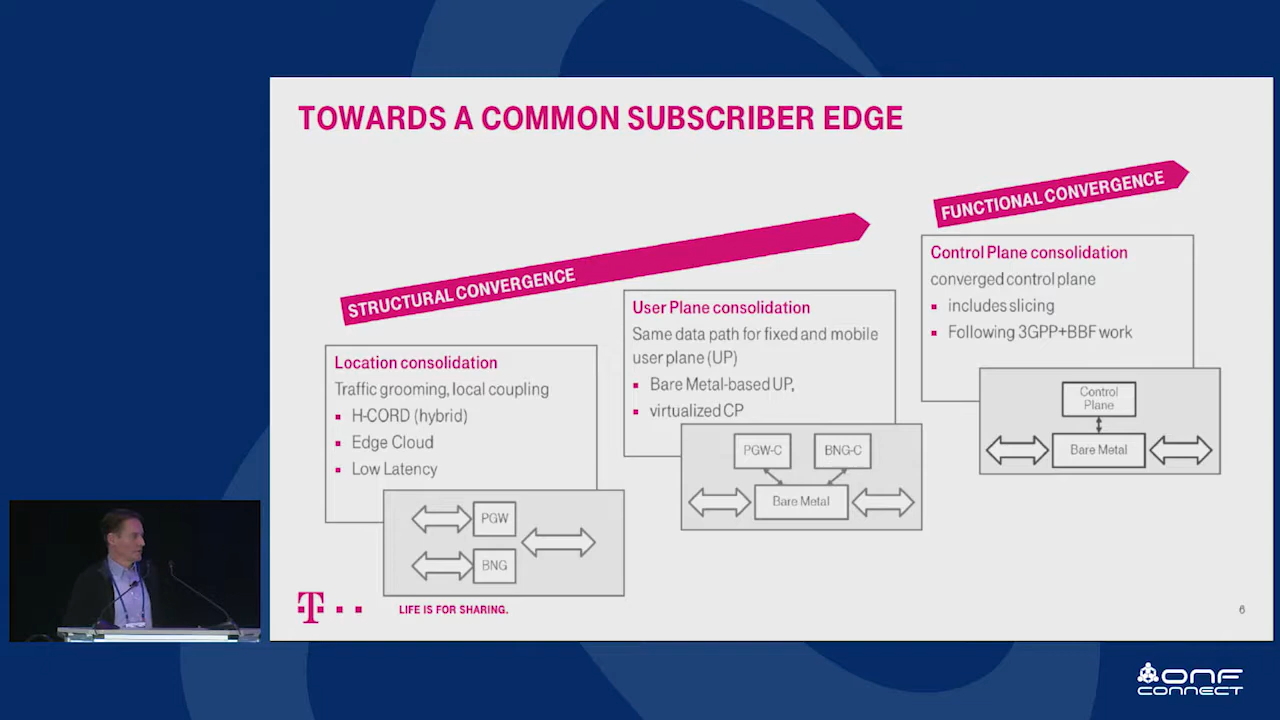 TOWARDS A COMMON SUBSCRIBER EDGE
STRUCTURAL CONVERGENCE
FUNCTIONAL CONVERGENCE
Location consolidation
Traffic grooming, local coupling
▪ H-CORD (hybrid)
▪ Edge Cloud
▪ Low Latency
PGW
BNG
User Plane consolidation
Same data path for fixed and mobile
user plane (UP)
▪ Bare Metal-based UP,
▪ virtualized CP
PGW-C BNG-C
Bare Metal
Control Plane consolidation
converged control plane
▪ includes slicing
▪ Following 3GPP+BBF work
Control
Plane
Bare Metal
T
LIFE IS FOR SHARING.
6
ONF
CONNECT